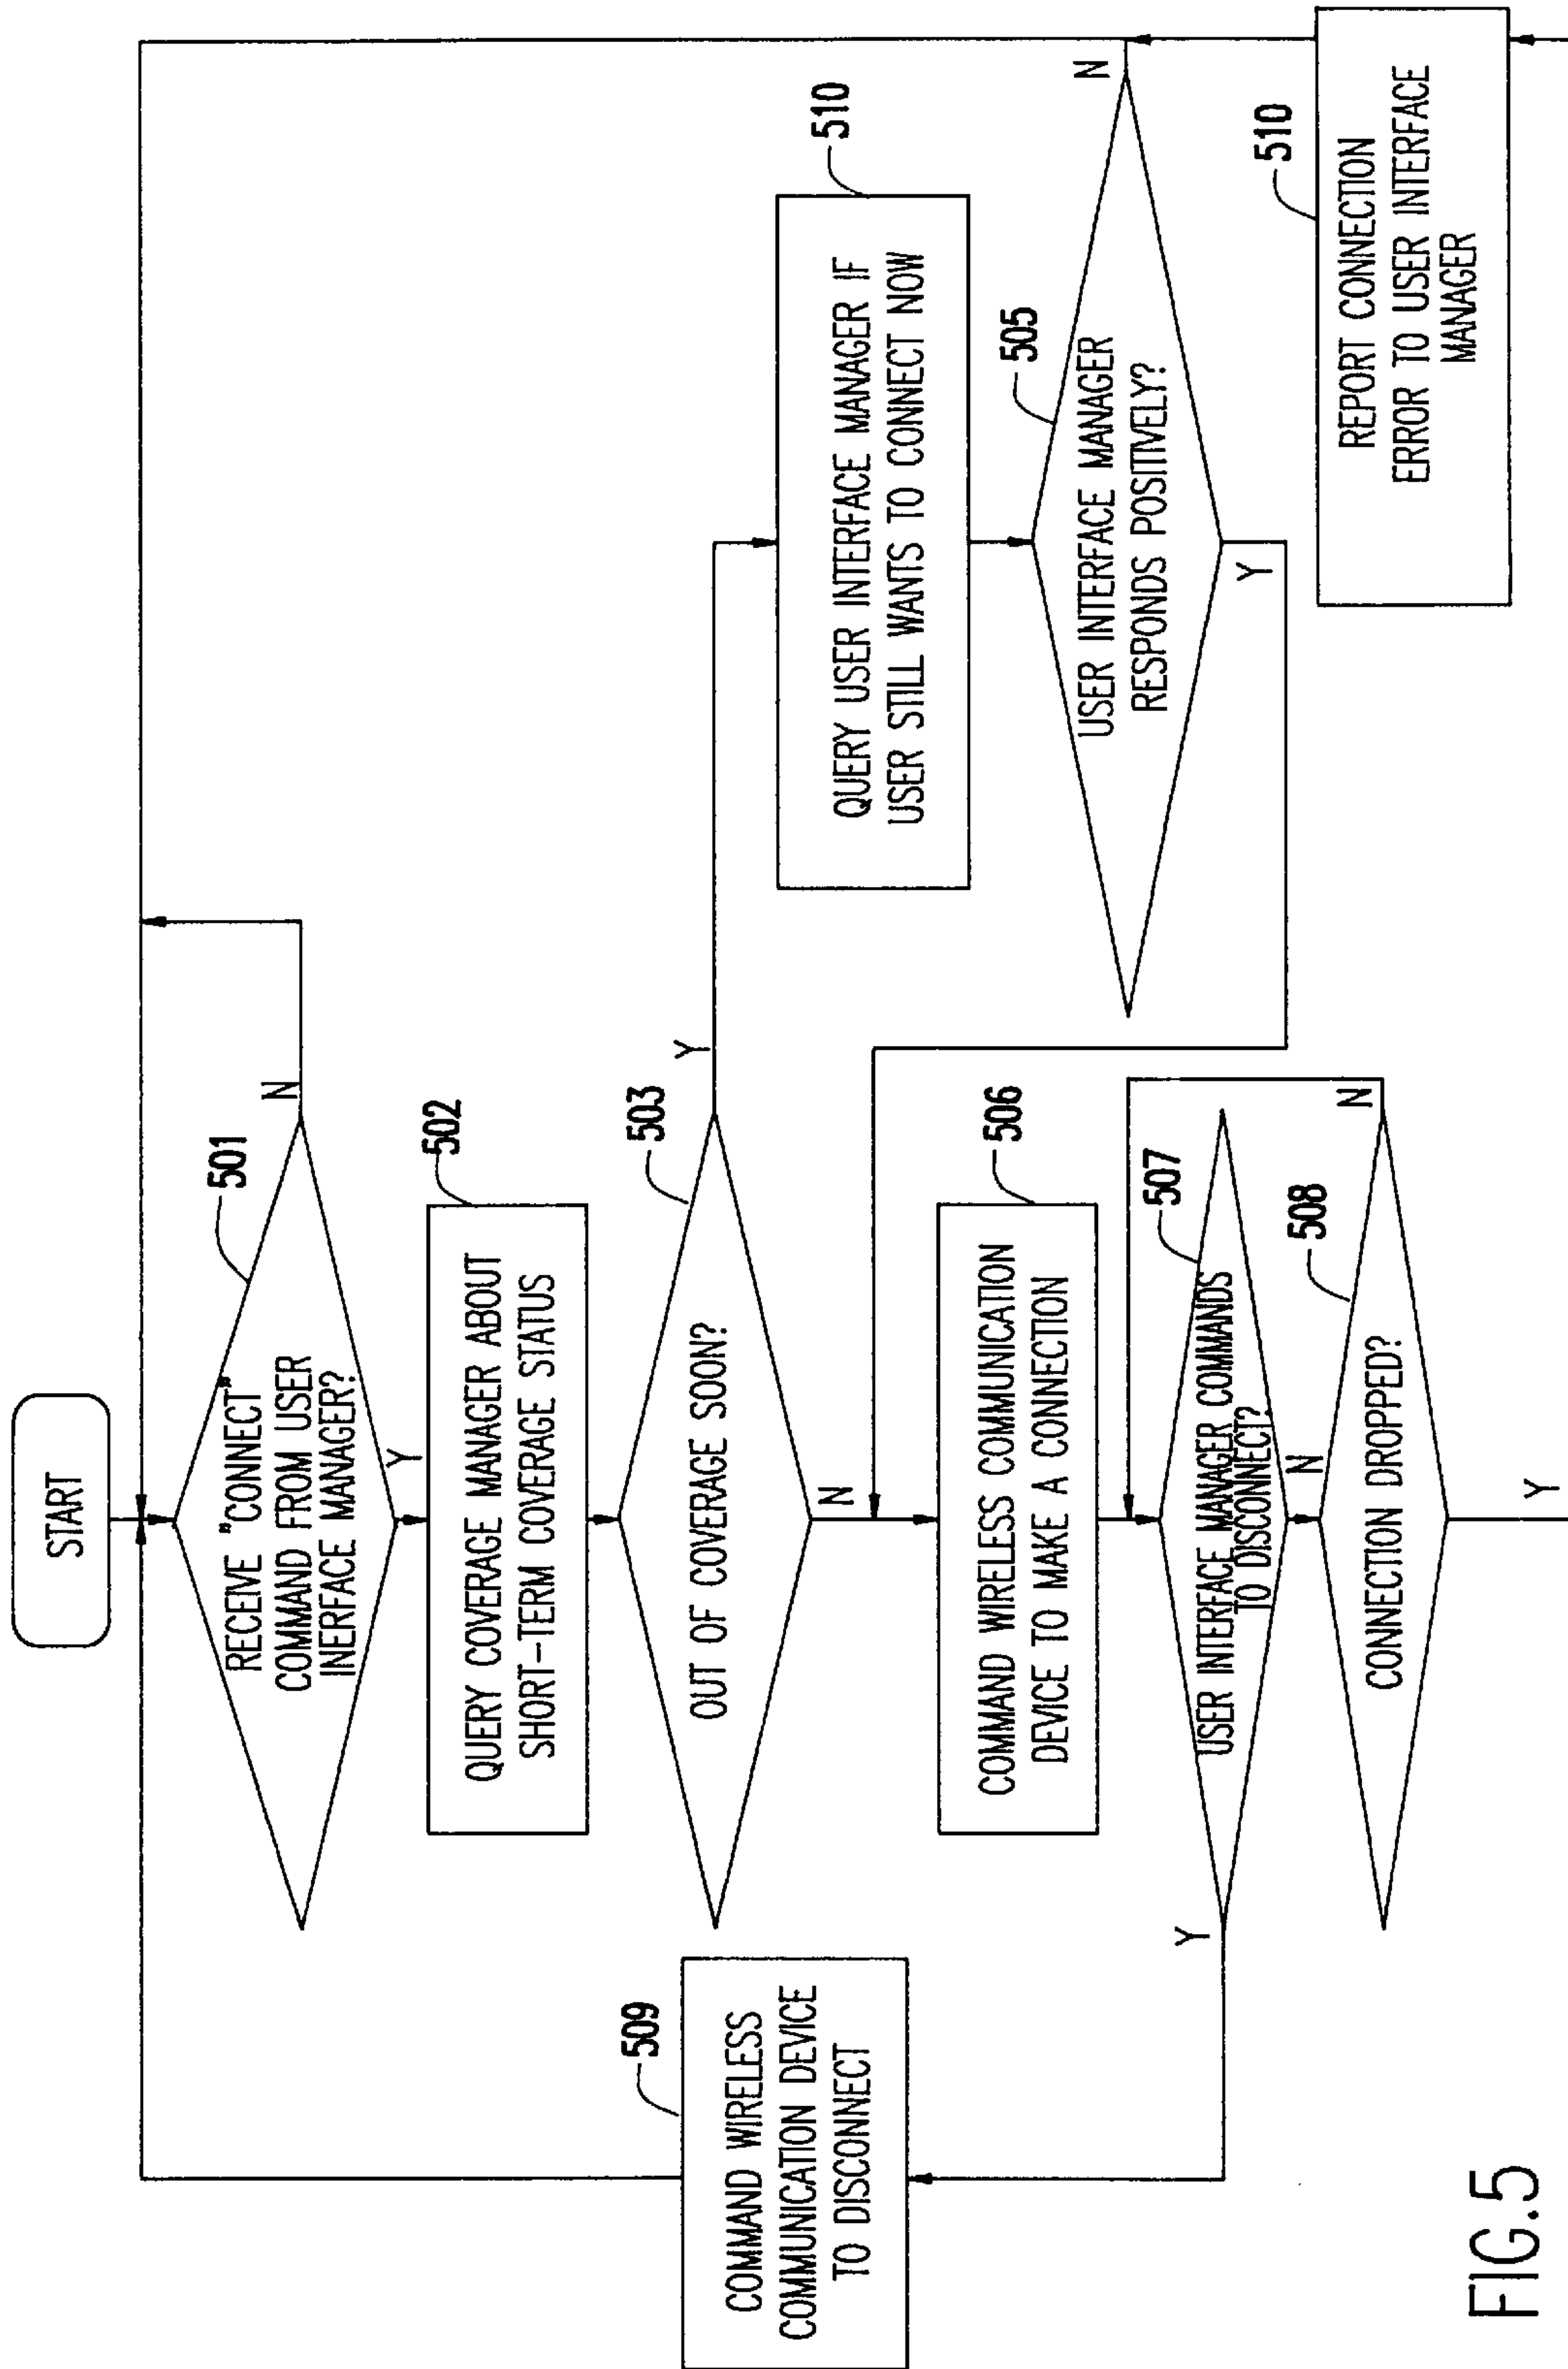 START
RECEIVE "CONNECT"
COMMAND FROM USER
INERFACE MANAGER?
501
N
Y
QUERY COVERAGE MANAGER ABOUT
SHORT-TERM COVERAGE STATUS
502
OUT OF COVERAGE SOON?
503
Y
N
QUERY USER INTERFACE MANAGER IF
USER STILL WANTS TO CONNECT NOW
510
USER INTERFACE MANAGER
RESPONDS POSITIVELY?
505
N
Y
COMMAND WIRELESS COMMUNICATION
DEVICE TO MAKE A CONNECTION
506
USER INTERFACE MANAGER COMMANDS
TO DISCONNECT?
507
Y
N
CONNECTION DROPPED?
508
N
Y
COMMAND WIRELESS
COMMUNICATION DEVICE
TO DISCONNECT
509
REPORT CONNECTION
ERROR TO USER INTERFACE
MANAGER
510
FIG.5